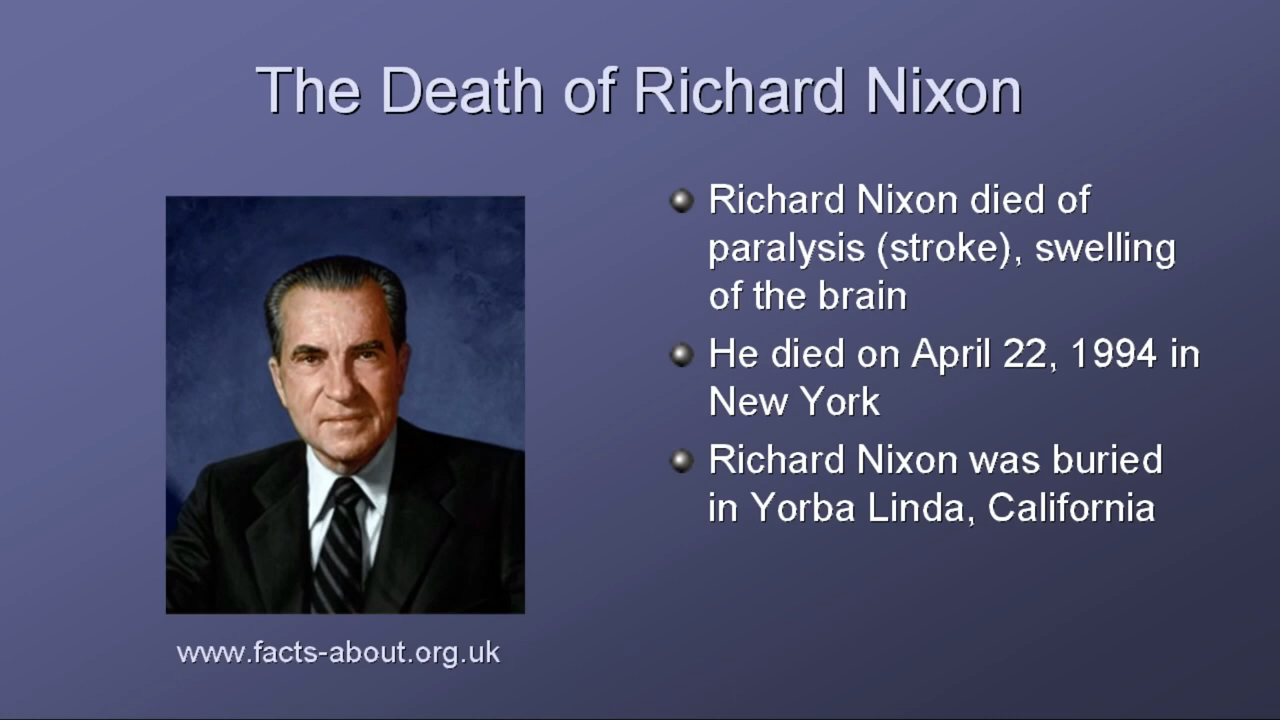 The Death of Richard Nixon
Richard Nixon died of
paralysis (stroke), swelling
of the brain
He died on April 22, 1994 in
New York
Richard Nixon was buried
in Yorba Linda, California
www.facts-about.org.uk